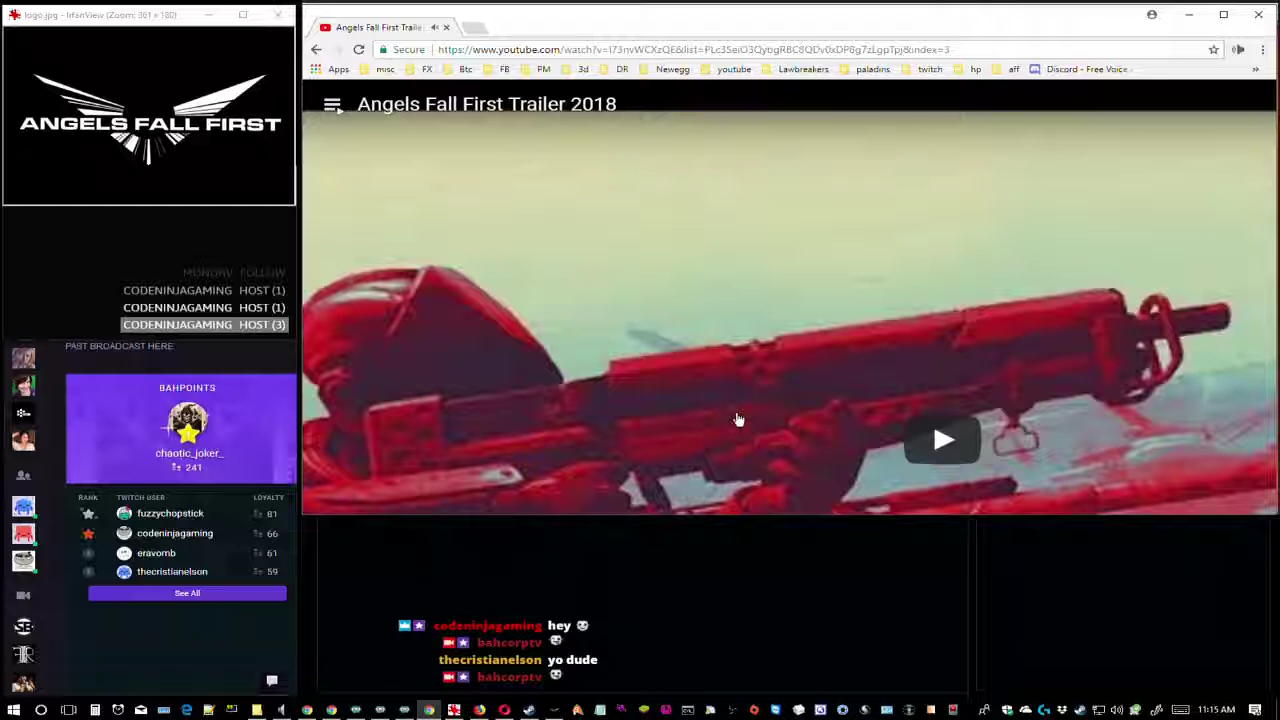 logo.jpg - IrfanView (Zoom: 361 x 180)
ANGELS FALL FIRST
FOLLOW
CODENINJAGAMING HOST (1)
CODENINJAGAMING HOST (1)
CODENINJAGAMING HOST (3)
PAST BROADCAST HERE
BAHPOINTS
chaotic_joker_
241
RANK TWITCH USER LOYALTY
fuzzychopstick 81
codeninjagaming 66
eravomb 61
thecristianelson 59
See All
Angels Fall First Traile
Secure
Apps misc FX Btc FB PM 3d DR Newegg youtube Lawbreakers paladins twitch hp aff Discord - Free Voice
Angels Fall First Trailer 2018
codeninjagaming hey
bahcorptv
thecristianelson yo dude
bahcorptv
11:15 AM